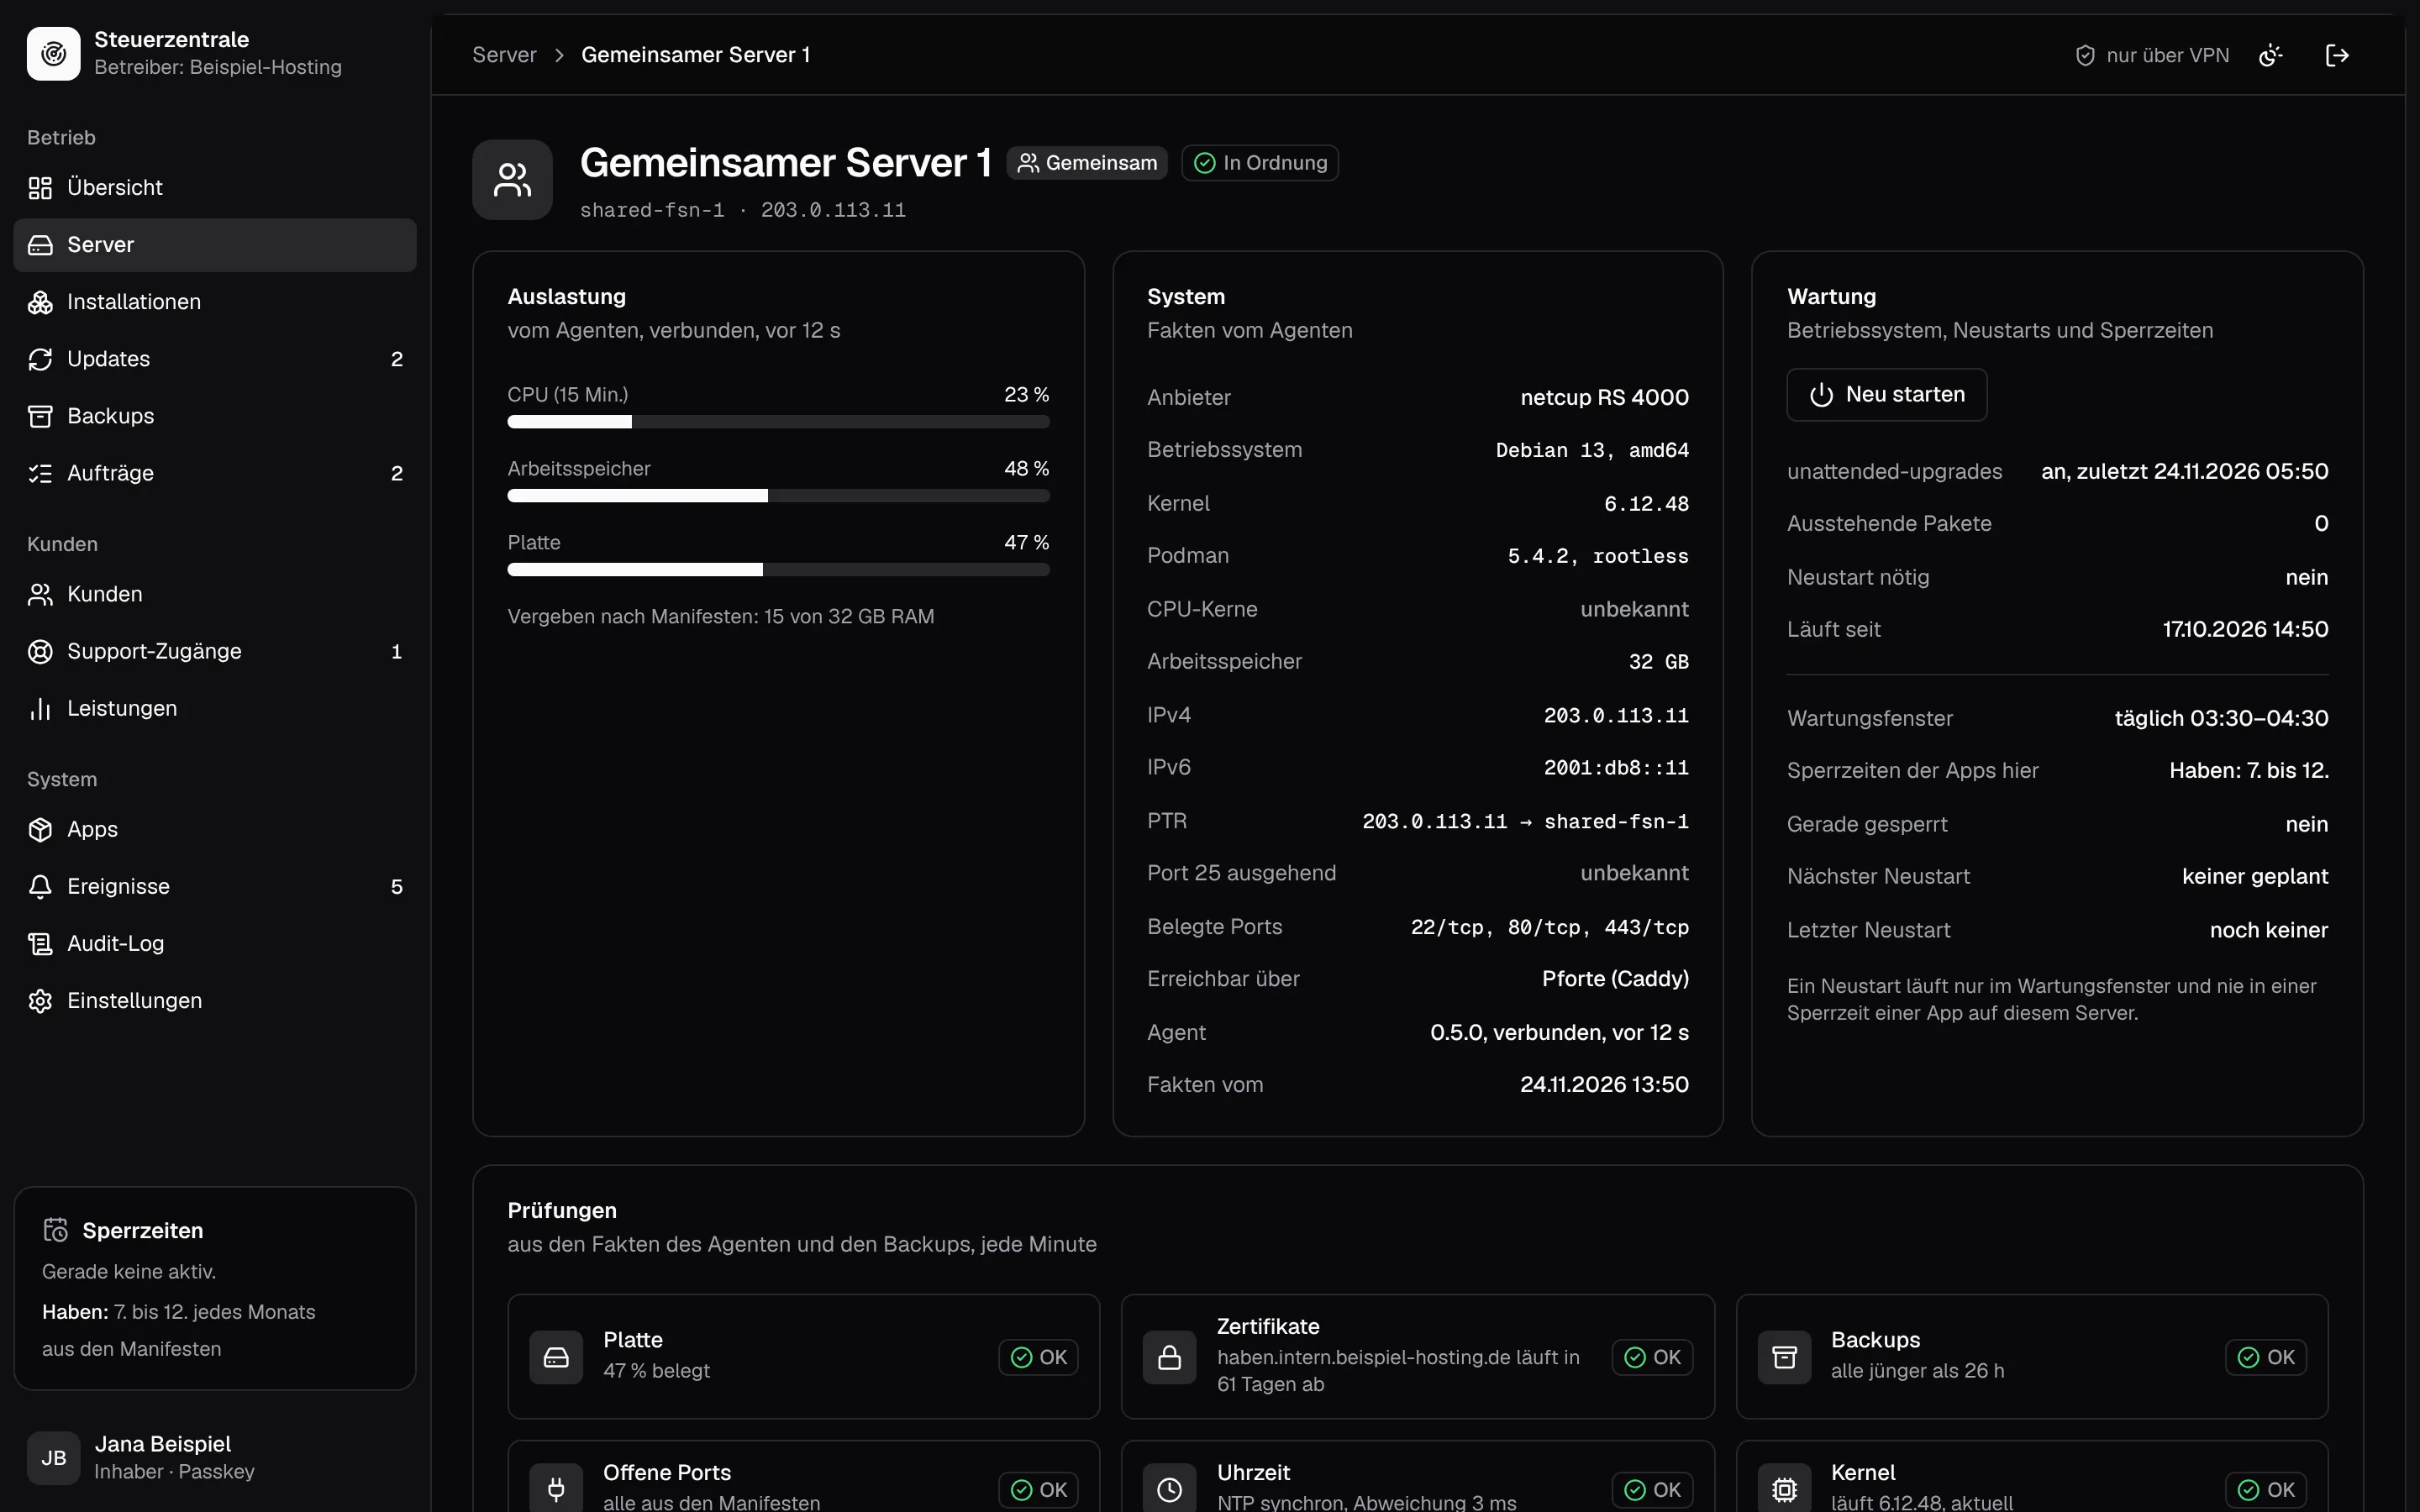 Steuerzentrale
Betreiber: Beispiel-Hosting
Betrieb
Übersicht
Server
Installationen
Updates 2
Backups
Aufträge 2
Kunden
Kunden
Support-Zugänge 1
Leistungen
System
Apps
Ereignisse 5
Audit-Log
Einstellungen
Sperrzeiten
Gerade keine aktiv.
Haben: 7. bis 12. jedes Monats
aus den Manifesten
JB
Jana Beispiel
Inhaber · Passkey
Server > Gemeinsamer Server 1
nur über VPN
Gemeinsamer Server 1
Gemeinsam
In Ordnung
shared-fsn-1 · 203.0.113.11
Auslastung
vom Agenten, verbunden, vor 12 s
CPU (15 Min.) 23 %
Arbeitsspeicher 48 %
Platte 47 %
Vergeben nach Manifesten: 15 von 32 GB RAM
System
Fakten vom Agenten
Anbieter netcup RS 4000
Betriebssystem Debian 13, amd64
Kernel 6.12.48
Podman 5.4.2, rootless
CPU-Kerne unbekannt
Arbeitsspeicher 32 GB
IPv4 203.0.113.11
IPv6 2001:db8::11
PTR 203.0.113.11 → shared-fsn-1
Port 25 ausgehend unbekannt
Belegte Ports 22/tcp, 80/tcp, 443/tcp
Erreichbar über Pforte (Caddy)
Agent 0.5.0, verbunden, vor 12 s
Fakten vom 24.11.2026 13:50
Wartung
Betriebssystem, Neustarts und Sperrzeiten
Neu starten
unattended-upgrades an, zuletzt 24.11.2026 05:50
Ausstehende Pakete 0
Neustart nötig nein
Läuft seit 17.10.2026 14:50
Wartungsfenster täglich 03:30–04:30
Sperrzeiten der Apps hier Haben: 7. bis 12.
Gerade gesperrt nein
Nächster Neustart keiner geplant
Letzter Neustart noch keiner
Ein Neustart läuft nur im Wartungsfenster und nie in einer
Sperrzeit einer App auf diesem Server.
Prüfungen
aus den Fakten des Agenten und den Backups, jede Minute
Platte
47 % belegt
OK
Zertifikate
haben.intern.beispiel-hosting.de läuft in
61 Tagen ab
OK
Backups
alle jünger als 26 h
OK
Offene Ports
alle aus den Manifesten
OK
Uhrzeit
NTP synchron, Abweichung 3 ms
OK
Kernel
läuft 6.12.48, aktuell
OK